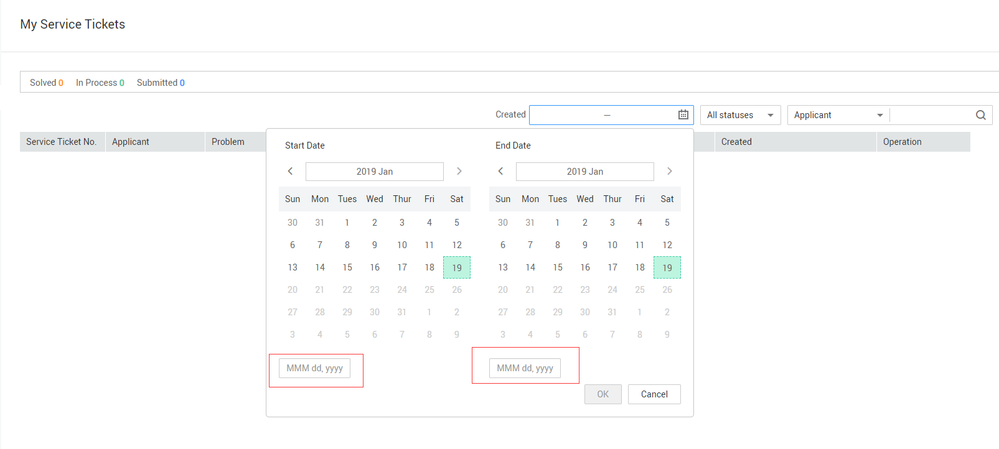 My Service Tickets
Solved 0 In Process 0 Submitted 0
Created — All statuses Applicant
Service Ticket No. Applicant Problem Created Operation
Start Date End Date
2019 Jan 2019 Jan
Sun Mon Tues Wed Thur Fri Sat Sun Mon Tues Wed Thur Fri Sat
30 31 1 2 3 4 5 30 31 1 2 3 4 5
6 7 8 9 10 11 12 6 7 8 9 10 11 12
13 14 15 16 17 18 19 13 14 15 16 17 18 19
20 21 22 23 24 25 26 20 21 22 23 24 25 26
27 28 29 30 31 1 2 27 28 29 30 31 1 2
3 4 5 6 7 8 9 3 4 5 6 7 8 9
MMM dd, yyyy MMM dd, yyyy
OK Cancel